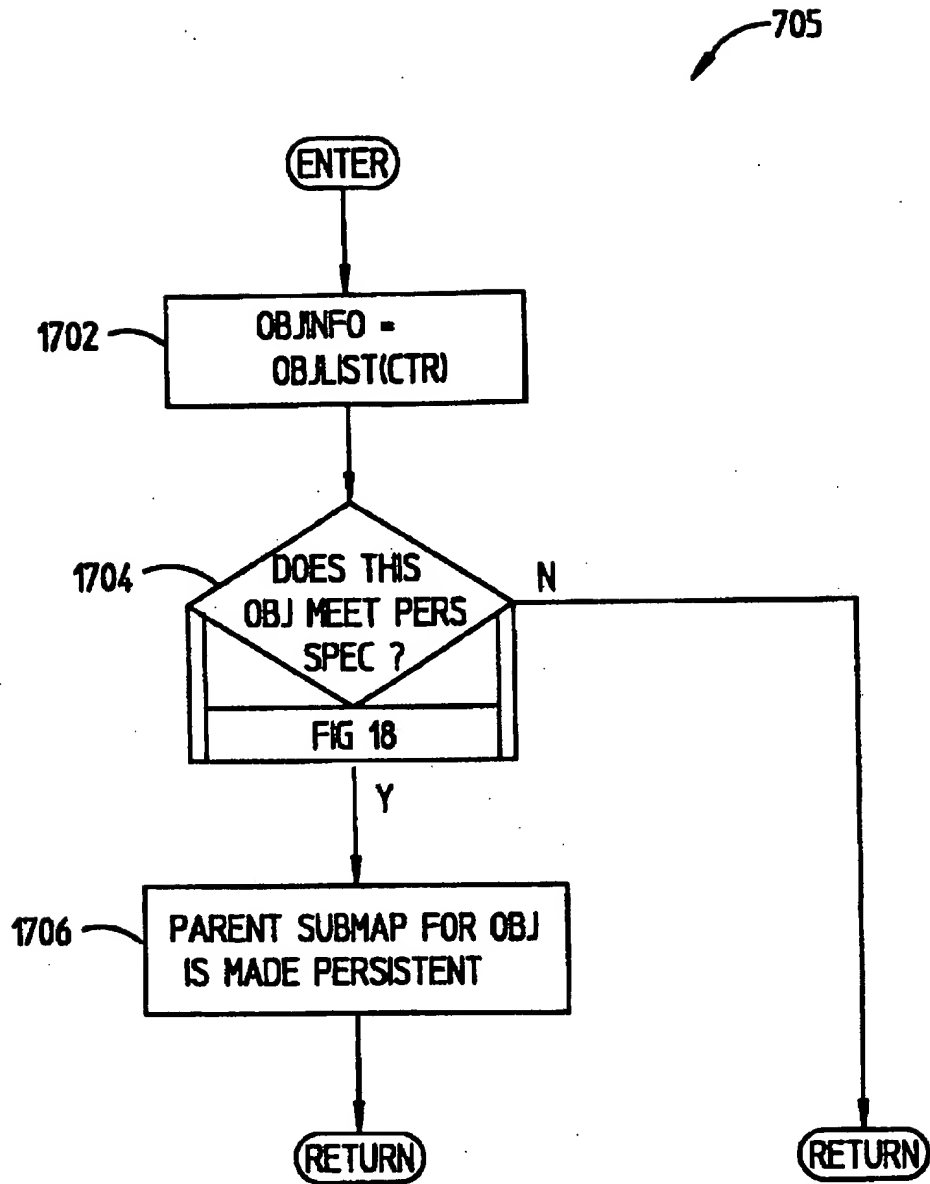 705
ENTER
1702
OBJINFO =
OBJLIST(CTR)
1704
DOES THIS
OBJ MEET PERS
SPEC ?
N
FIG 18
Y
1706
PARENT SUBMAP FOR OBJ
IS MADE PERSISTENT
RETURN
RETURN